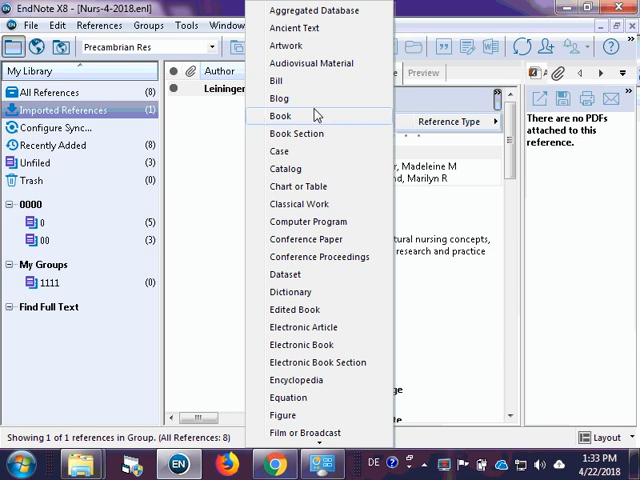 EndNote X8 - [Nurs-4-2018.enl]
File Edit References Groups Tools Window
Precambrian Res
My Library
All References (8)
Imported References (1)
Configure Sync...
Recently Added (8)
Unfiled (3)
Trash (0)
0000
0 (5)
00 (3)
My Groups
1111 (0)
Find Full Text
Author
Leininger
Aggregated Database
Ancient Text
Artwork
Audiovisual Material
Bill
Blog
Book
Book Section
Case
Catalog
Chart or Table
Classical Work
Computer Program
Conference Paper
Conference Proceedings
Dataset
Dictionary
Edited Book
Electronic Article
Electronic Book
Electronic Book Section
Encyclopedia
Equation
Figure
Film or Broadcast
Preview
Reference Type
r, Madeleine M
nd, Marilyn R
tural nursing concepts,
research and practice
ge
There are no PDFs
attached to this
reference.
Showing 1 of 1 references in Group. (All References: 8)
Layout
EN
DE
1:33 PM
4/22/2018